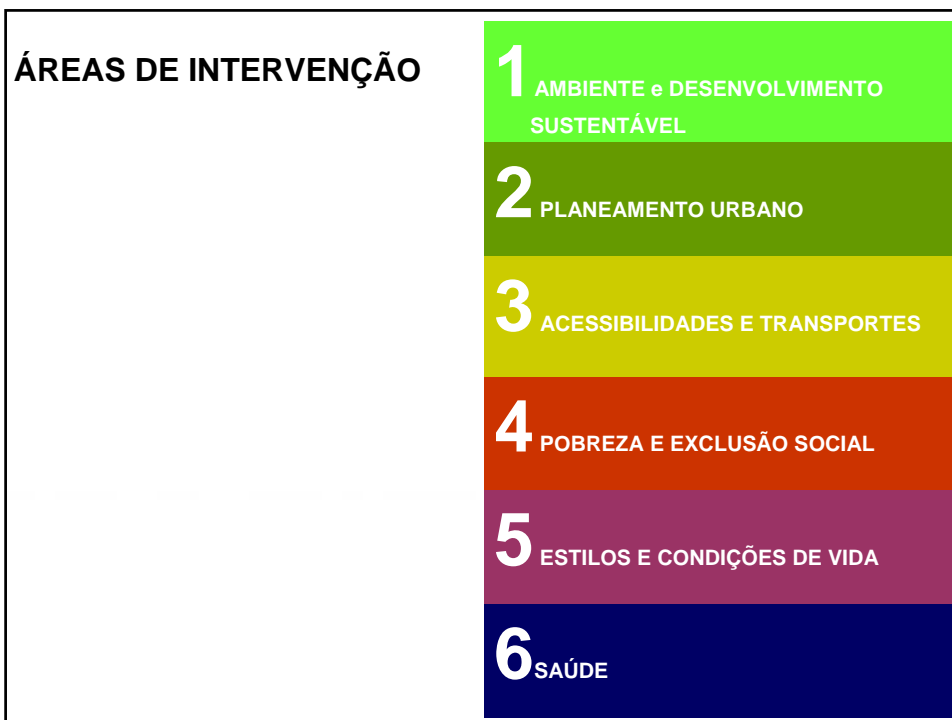 ÁREAS DE INTERVENÇÃO
1 AMBIENTE e DESENVOLVIMENTO
SUSTENTÁVEL
2 PLANEAMENTO URBANO
3 ACESSIBILIDADES E TRANSPORTES
4 POBREZA E EXCLUSÃO SOCIAL
5 ESTILOS E CONDIÇÕES DE VIDA
6 SAÚDE